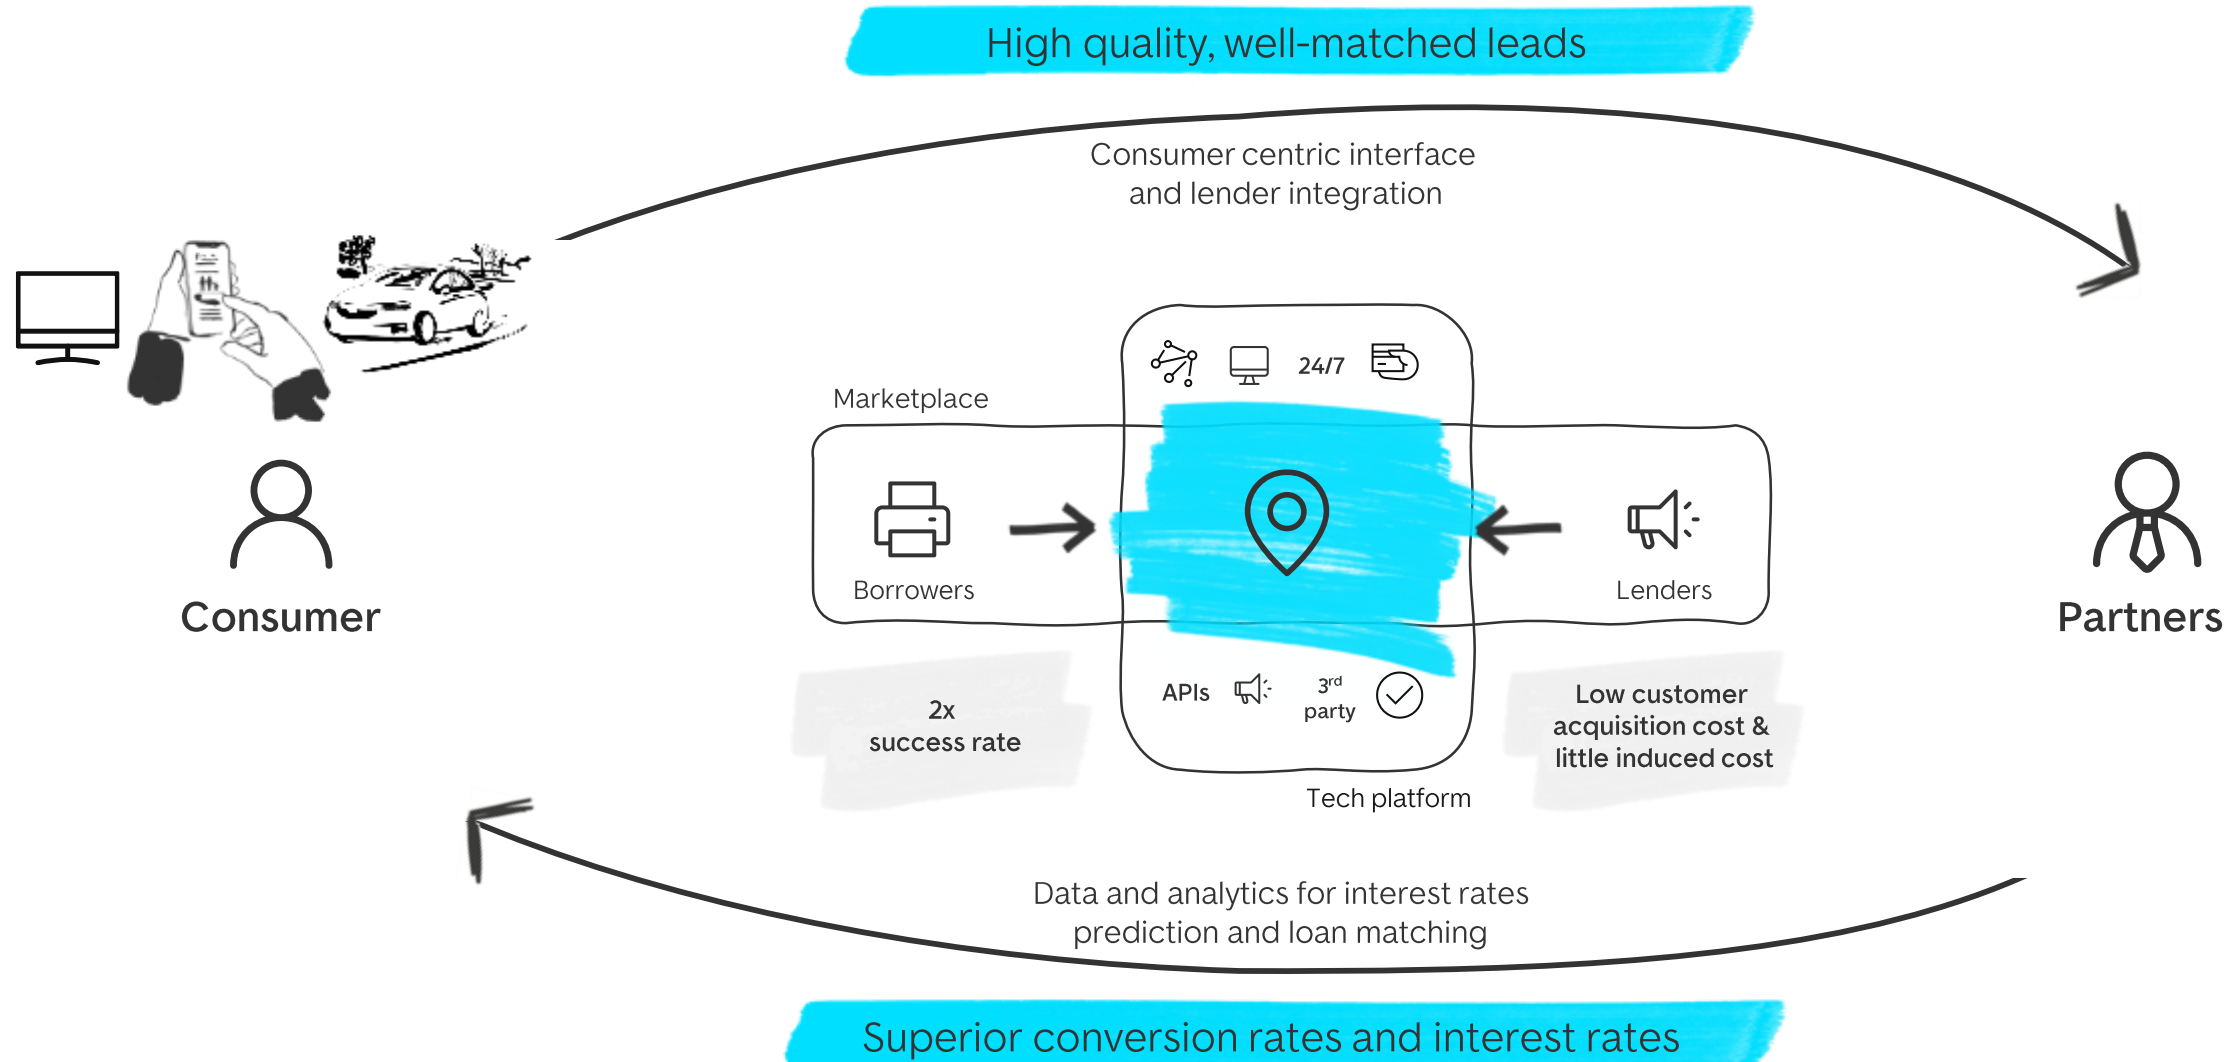 High quality, well-matched leads
Consumer centric interface
and lender integration
24/7
Marketplace
Borrowers
Lenders
Consumer
Partners
2x
success rate
APIs
3rd
party
Low customer
acquisition cost &
little induced cost
Tech platform
Data and analytics for interest rates
prediction and loan matching
Superior conversion rates and interest rates